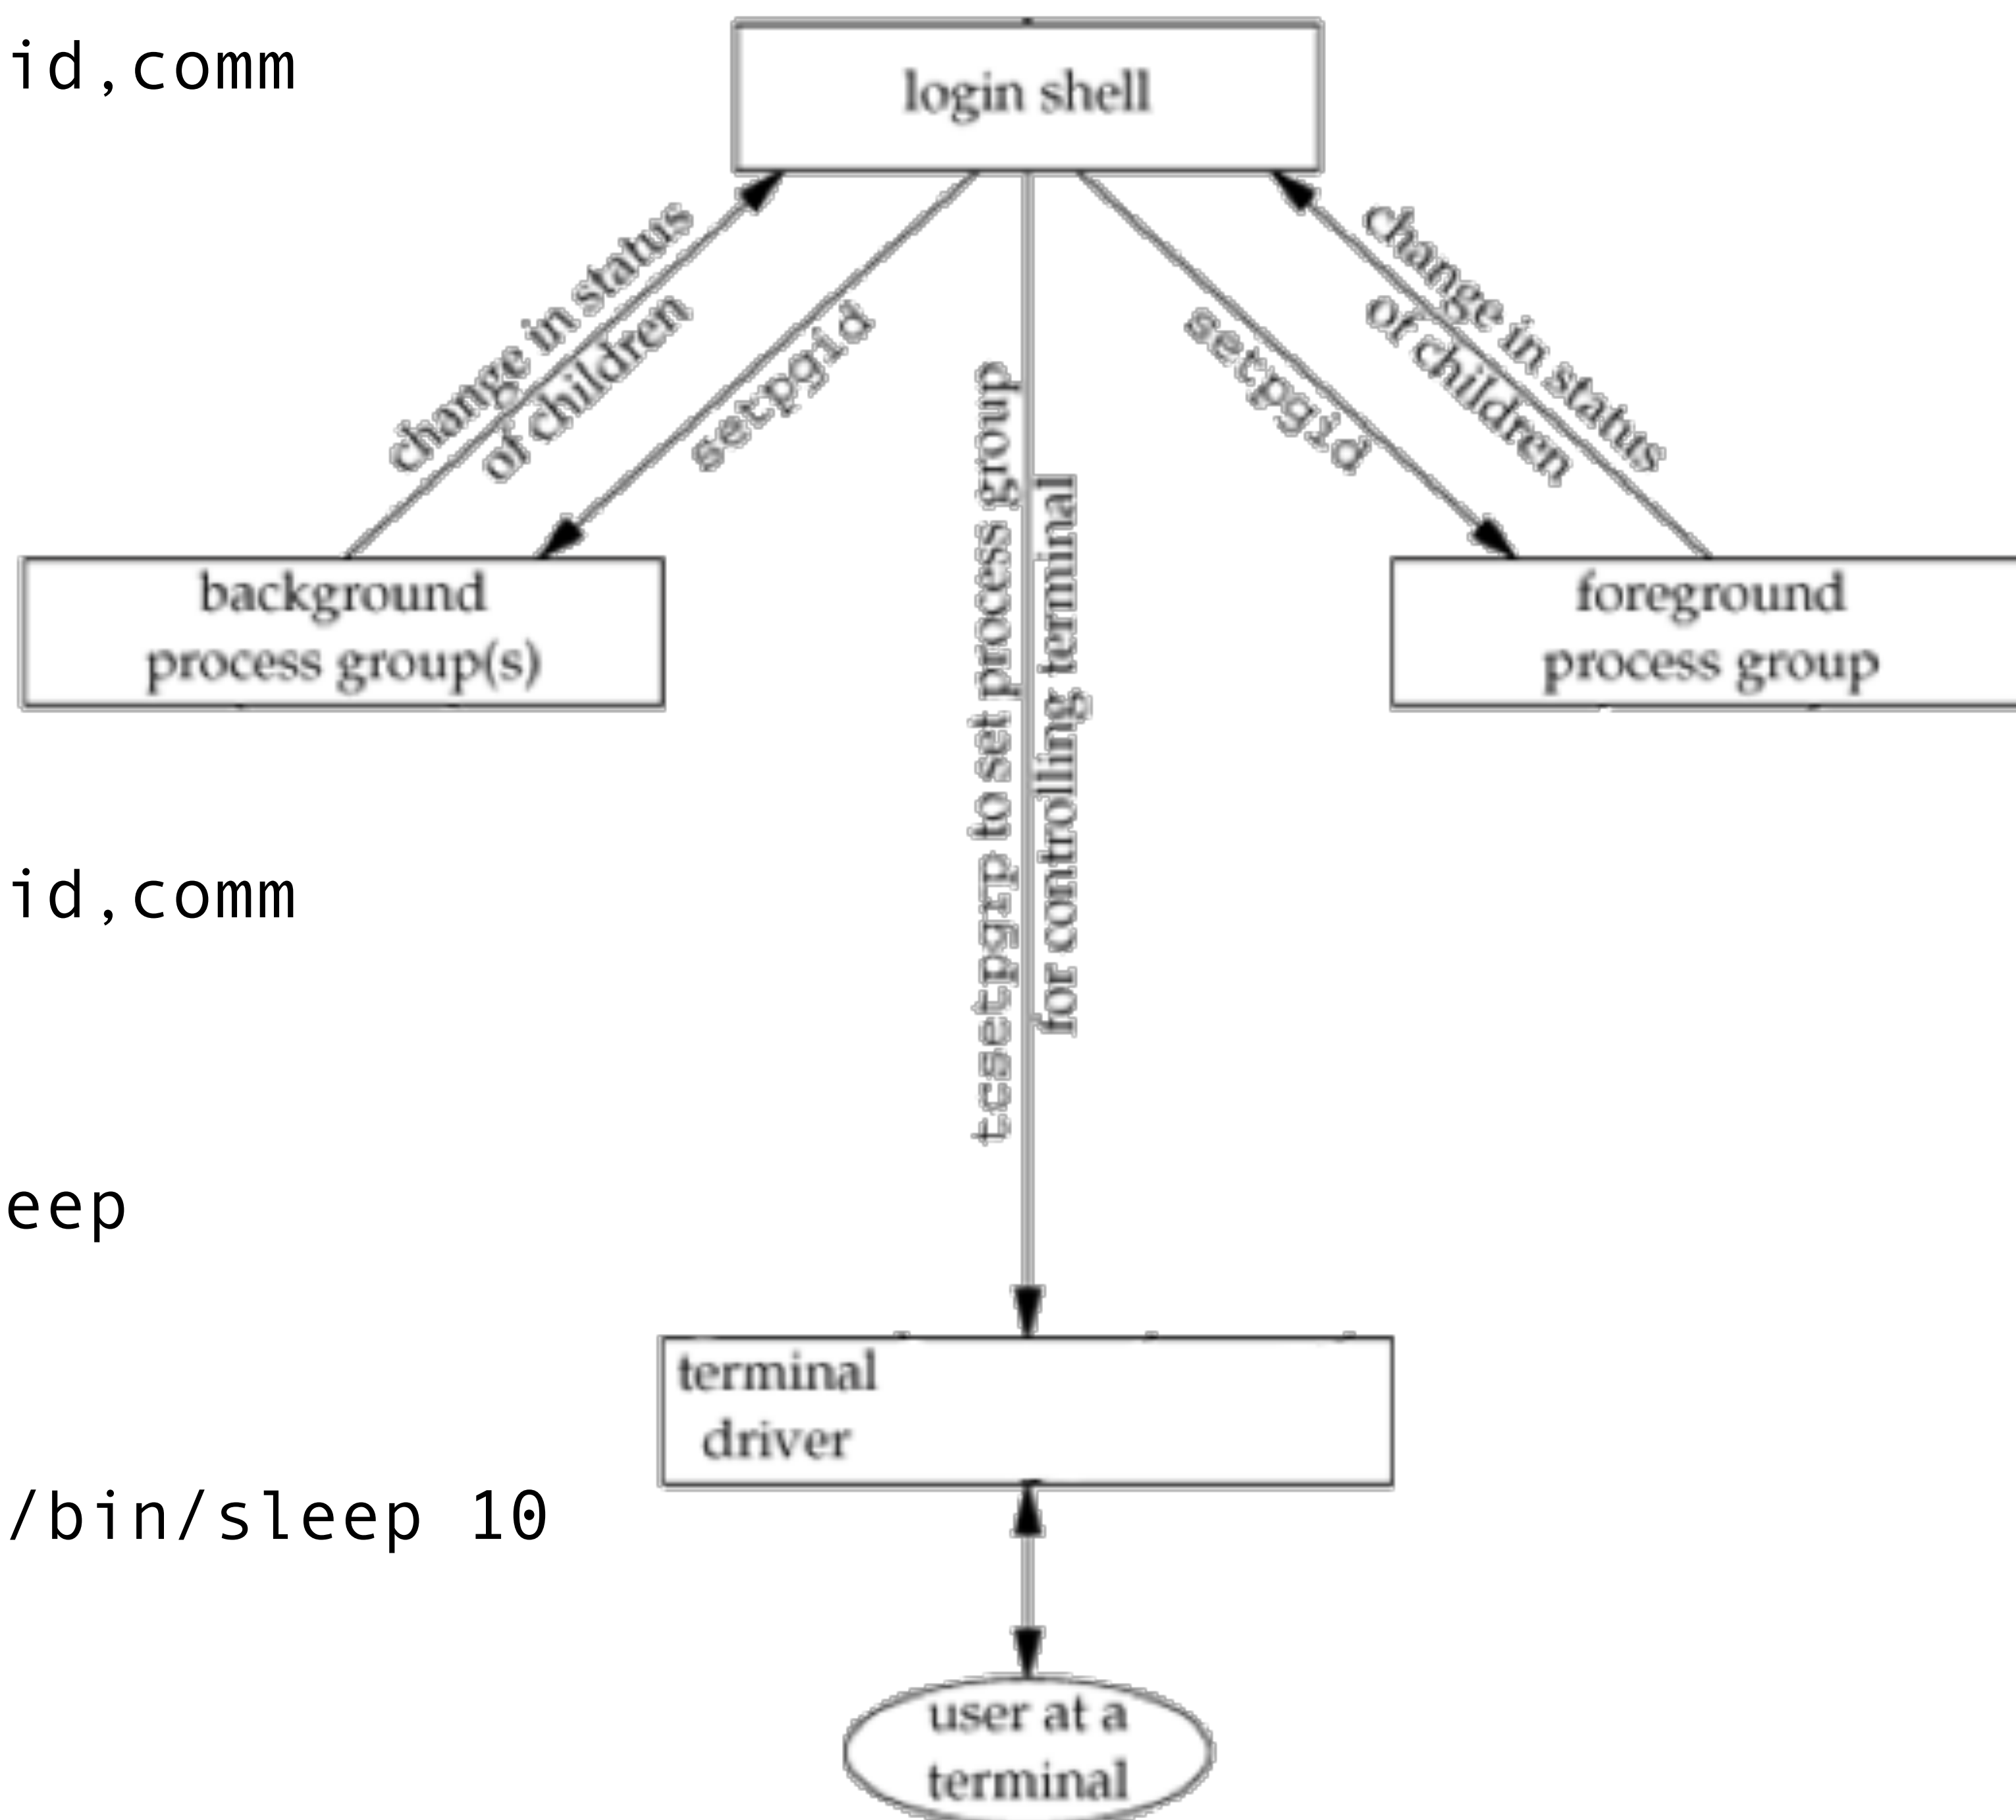 id,comm
login shell
change in status
of children
setpgid
setpgid
change in status
of children
tcsetpgrp to set process group
for controlling terminal
background
process group(s)
foreground
process group
id,comm
eep
terminal
driver
/bin/sleep 10
user at a
terminal